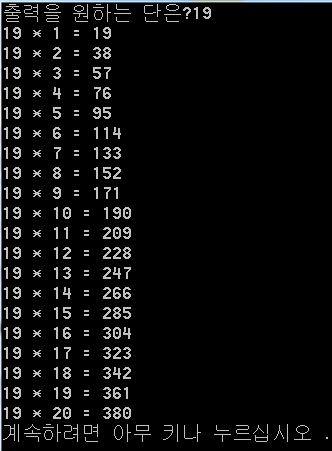 출력을 원하는 단은?19
19 * 1 = 19
19 * 2 = 38
19 * 3 = 57
19 * 4 = 76
19 * 5 = 95
19 * 6 = 114
19 * 7 = 133
19 * 8 = 152
19 * 9 = 171
19 * 10 = 190
19 * 11 = 209
19 * 12 = 228
19 * 13 = 247
19 * 14 = 266
19 * 15 = 285
19 * 16 = 304
19 * 17 = 323
19 * 18 = 342
19 * 19 = 361
19 * 20 = 380
계속하려면 아무 키나 누르십시오 .